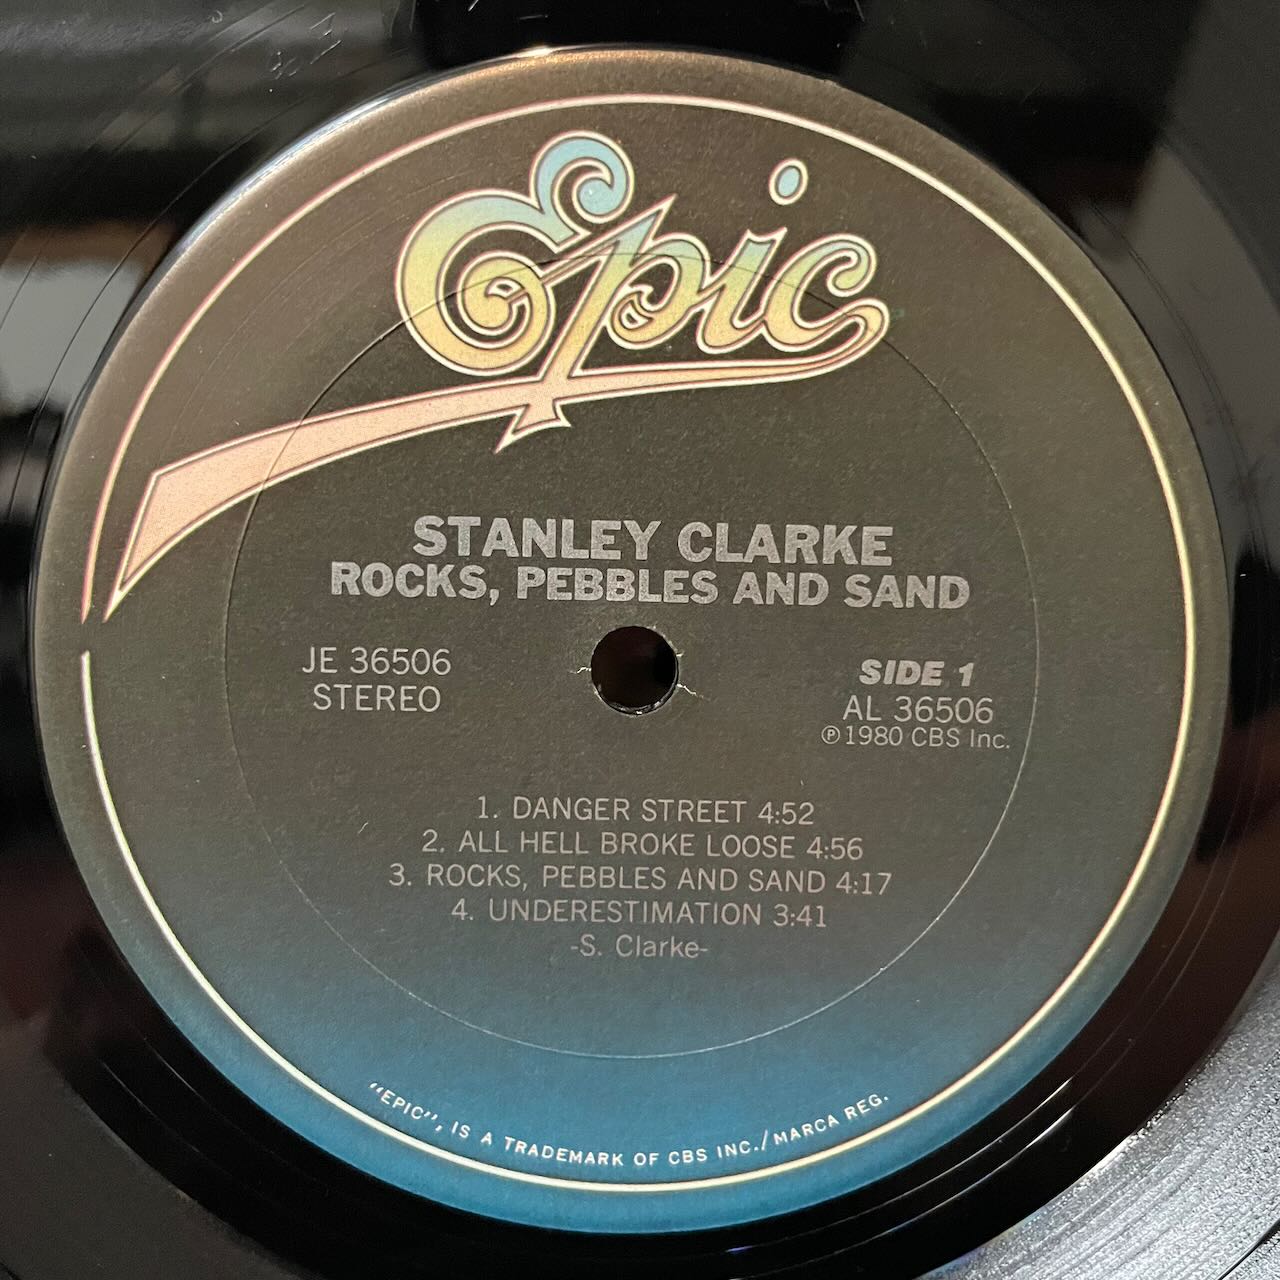 Epic
STANLEY CLARKE
ROCKS, PEBBLES AND SAND
JE 36506
STEREO
SIDE 1
AL 36506
℗1980 CBS Inc.
1. DANGER STREET 4:52
2. ALL HELL BROKE LOOSE 4:56
3. ROCKS, PEBBLES AND SAND 4:17
4. UNDERESTIMATION 3:41
-S. Clarke-
“EPIC”, IS A TRADEMARK OF CBS INC./MARCA REG.